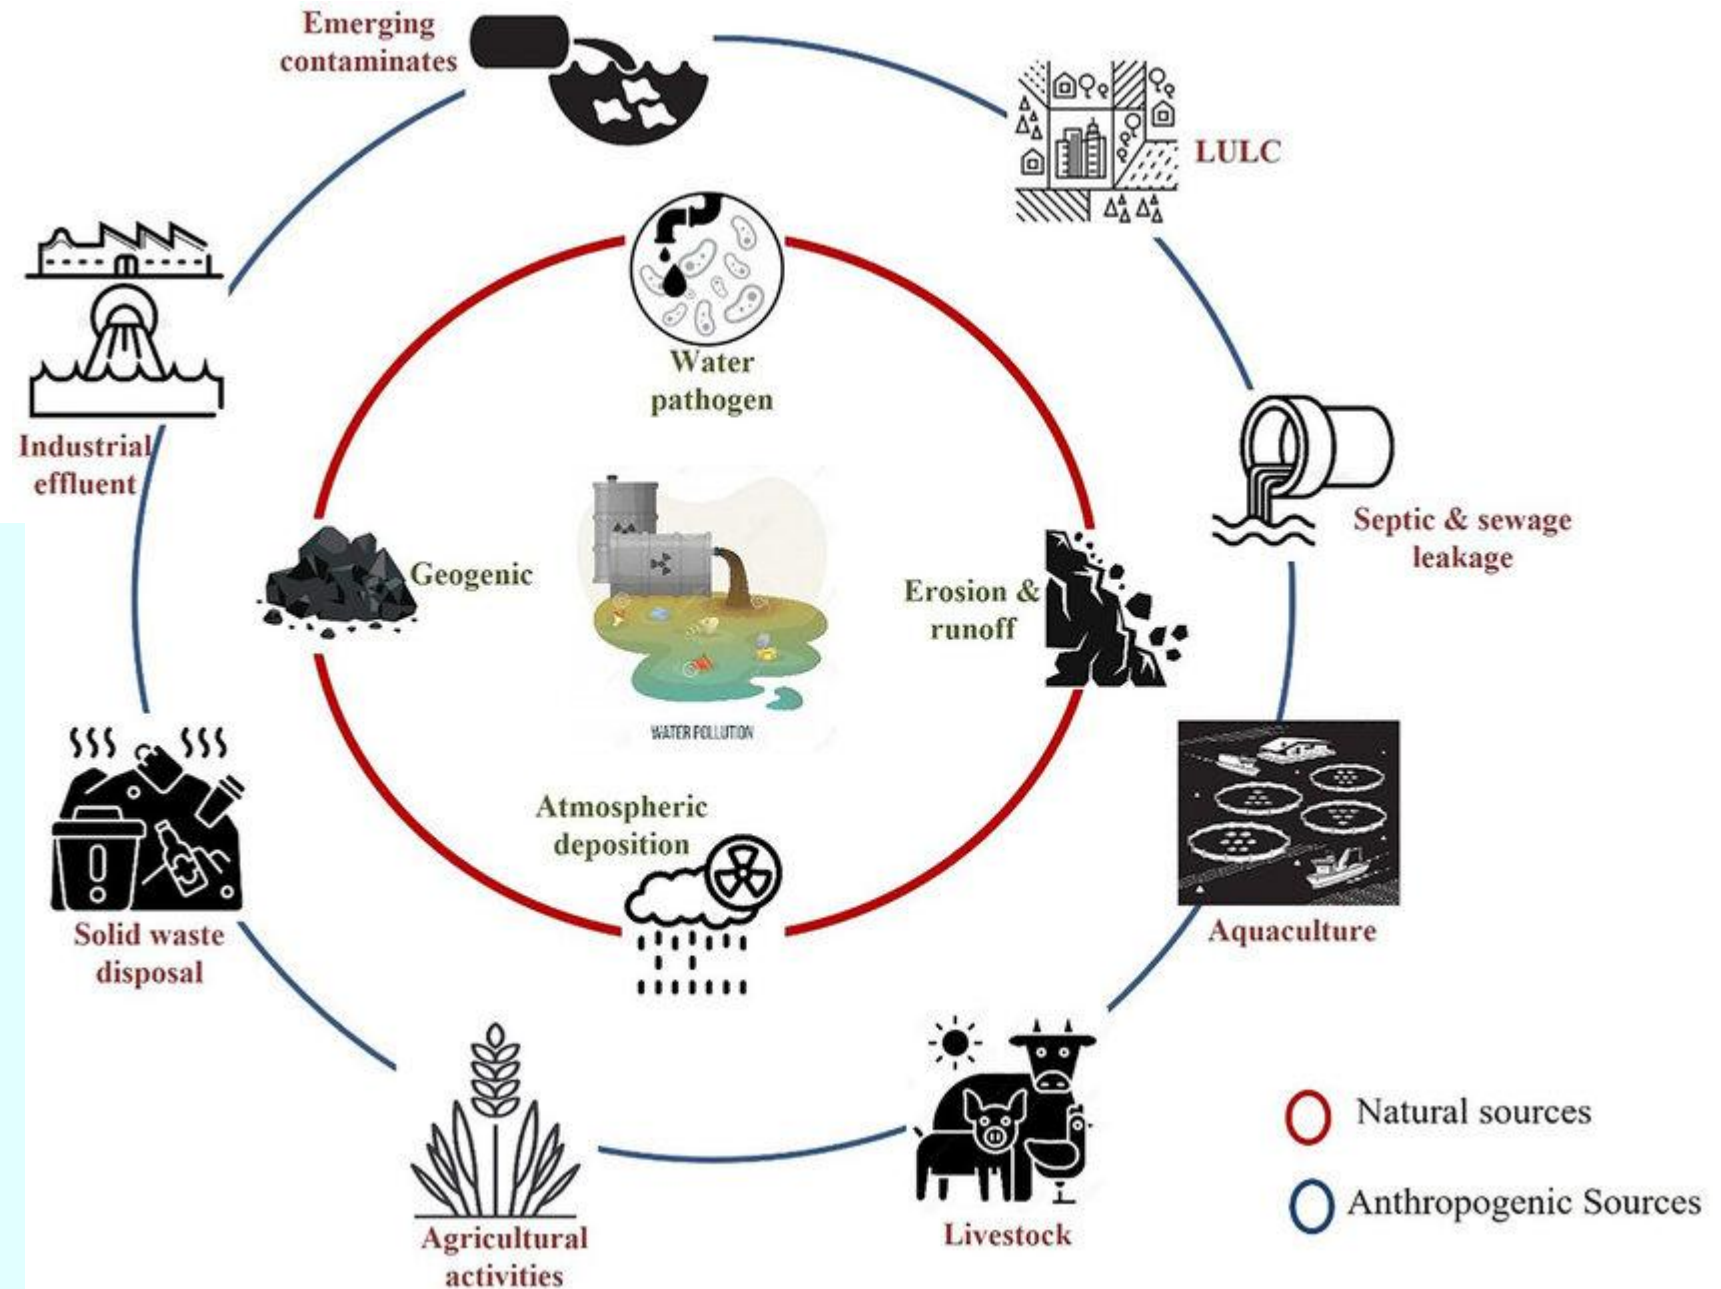 Emerging
contaminates
LULC
Water
pathogen
Industrial
effluent
Septic & sewage
leakage
Geogenic
Erosion &
runoff
WATER POLLUTION
Atmospheric
deposition
Solid waste
disposal
Aquaculture
Natural sources
Anthropogenic Sources
Livestock
Agricultural
activities